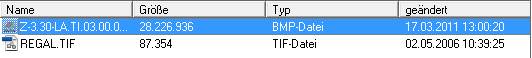 Name Größe Typ geändert
Z-3.30-LA.TI.03.00.0... 28.226.936 BMP-Datei 17.03.2011 13:00:20
REGAL.TIF 87.354 TIF-Datei 02.05.2006 10:39:25